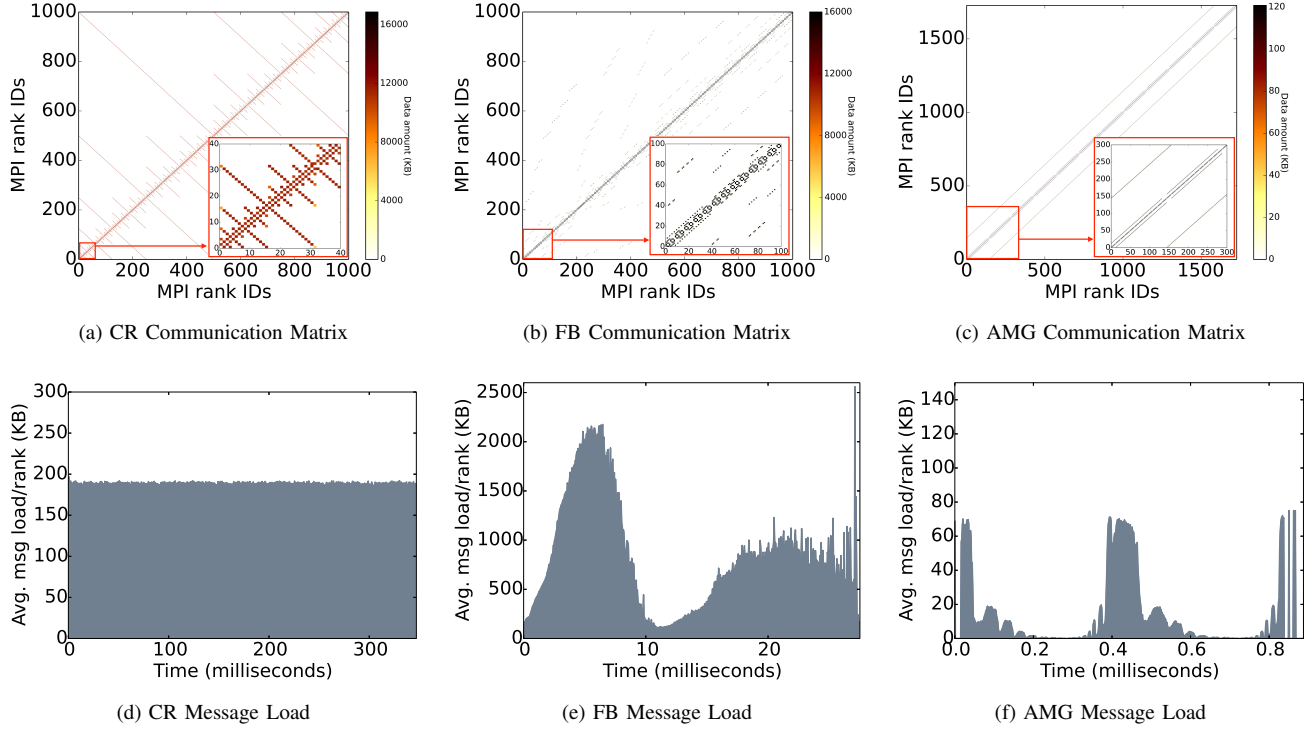 1000
800
600
400
200
0
0 200 400 600 800 1000
MPI rank IDs
MPI rank IDs
40
30
20
10
0
0 10 20 30 40
16000
12000
8000
4000
0
Data amount (KB)
(a) CR Communication Matrix
1000
800
600
400
200
0
0 200 400 600 800 1000
MPI rank IDs
MPI rank IDs
100
80
60
40
20
0
0 20 40 60 80 100
16000
12000
8000
4000
0
Data amount (KB)
(b) FB Communication Matrix
1500
1000
500
0
0 500 1000 1500
MPI rank IDs
MPI rank IDs
300
250
200
150
100
50
0
0 50 100 150 200 250 300
120
100
80
60
40
20
0
Data amount (KB)
(c) AMG Communication Matrix
300
250
200
150
100
50
0
0 100 200 300
Avg. msg load/rank (KB)
Time (milliseconds)
(d) CR Message Load
2500
2000
1500
1000
500
0
0 10 20
Avg. msg load/rank (KB)
Time (milliseconds)
(e) FB Message Load
140
120
100
80
60
40
20
0
0.0 0.2 0.4 0.6 0.8
Avg. msg load/rank (KB)
Time (milliseconds)
(f) AMG Message Load